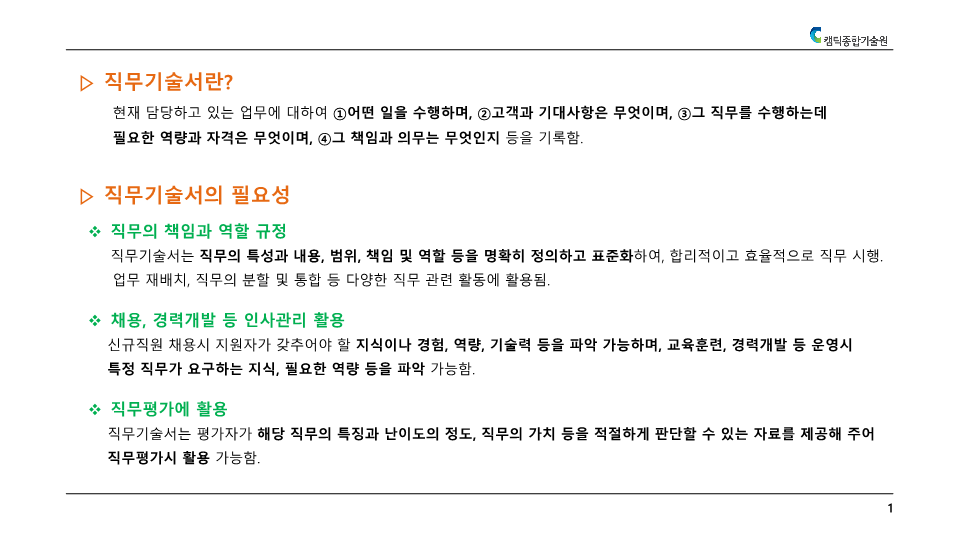 캠틱종합기술원
▷ 직무기술서란?
현재 담당하고 있는 업무에 대하여 ①어떤 일을 수행하며, ②고객과 기대사항은 무엇이며, ③그 직무를 수행하는데
필요한 역량과 자격은 무엇이며, ④그 책임과 의무는 무엇인지 등을 기록함.
▷ 직무기술서의 필요성
❖ 직무의 책임과 역할 규정
직무기술서는 직무의 특성과 내용, 범위, 책임 및 역할 등을 명확히 정의하고 표준화하여, 합리적이고 효율적으로 직무 시행.
업무 재배치, 직무의 분할 및 통합 등 다양한 직무 관련 활동에 활용됨.
❖ 채용, 경력개발 등 인사관리 활용
신규직원 채용시 지원자가 갖추어야 할 지식이나 경험, 역량, 기술력 등을 파악 가능하며, 교육훈련, 경력개발 등 운영시
특정 직무가 요구하는 지식, 필요한 역량 등을 파악 가능함.
❖ 직무평가에 활용
직무기술서는 평가자가 해당 직무의 특징과 난이도의 정도, 직무의 가치 등을 적절하게 판단할 수 있는 자료를 제공해 주어
직무평가시 활용 가능함.
1